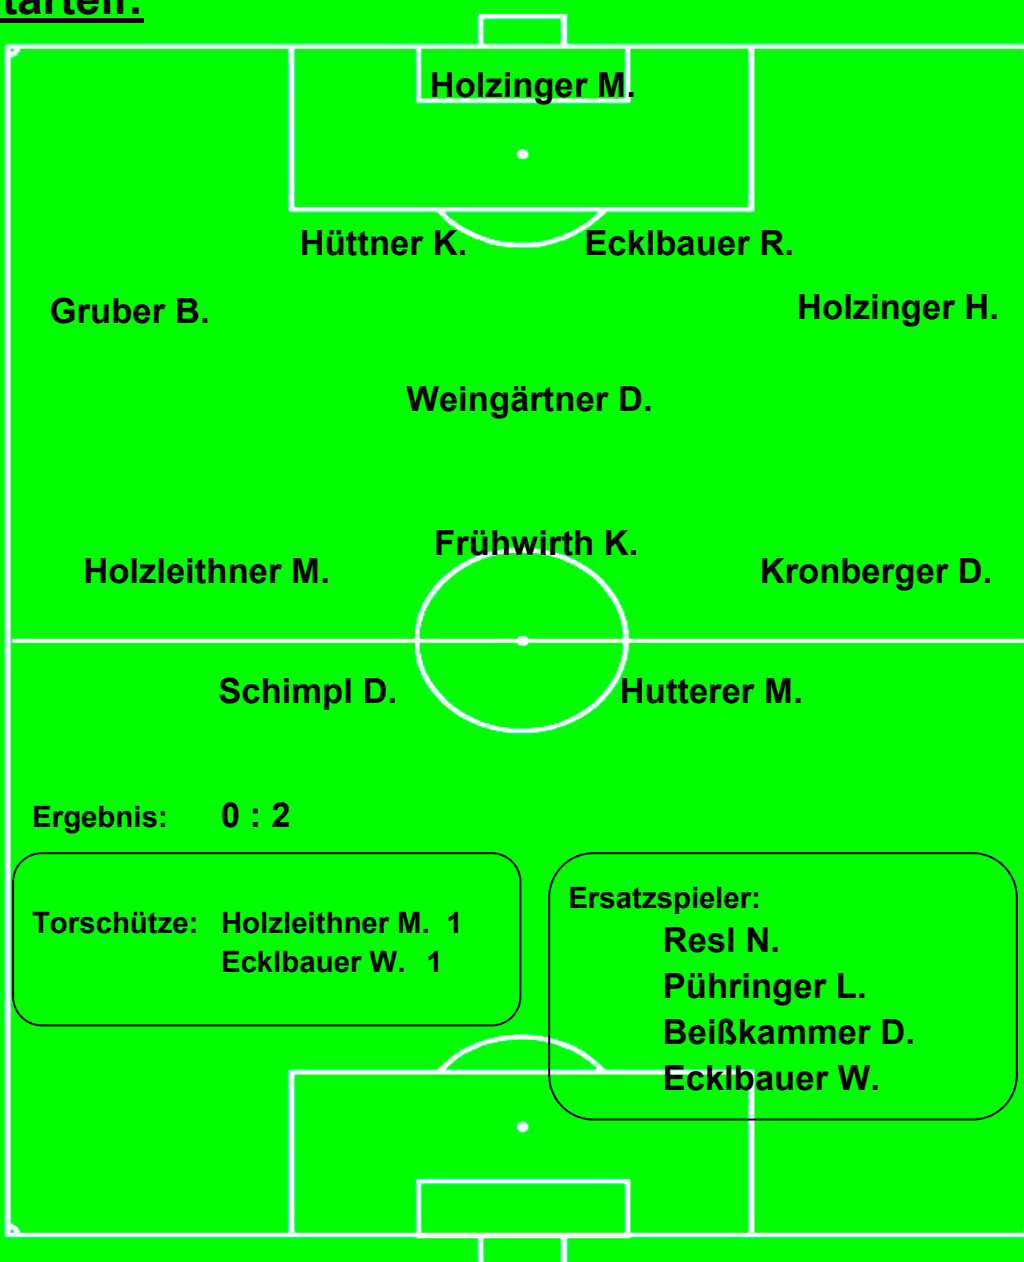 Holzinger M.
Hüttner K. Ecklbauer R.
Gruber B. Holzinger H.
Weingärtner D.
Frühwirth K.
Holzleithner M. Kronberger D.
Schimpl D. Hutterer M.
Ergebnis: 0 : 2
Torschütze: Holzleithner M. 1
Ecklbauer W. 1
Ersatzspieler:
Resl N.
Pühringer L.
Beißkammer D.
Ecklbauer W.